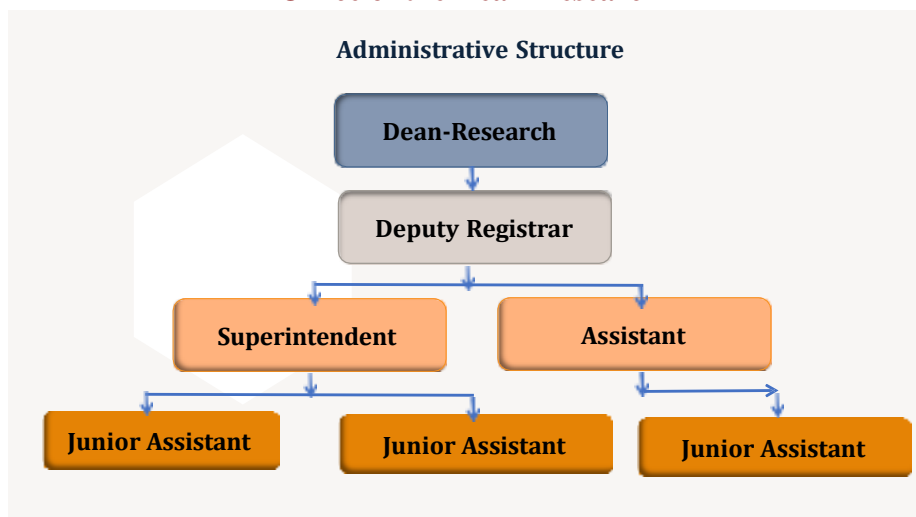 Administrative Structure
Dean-Research
Deputy Registrar
Superintendent
Assistant
Junior Assistant
Junior Assistant
Junior Assistant